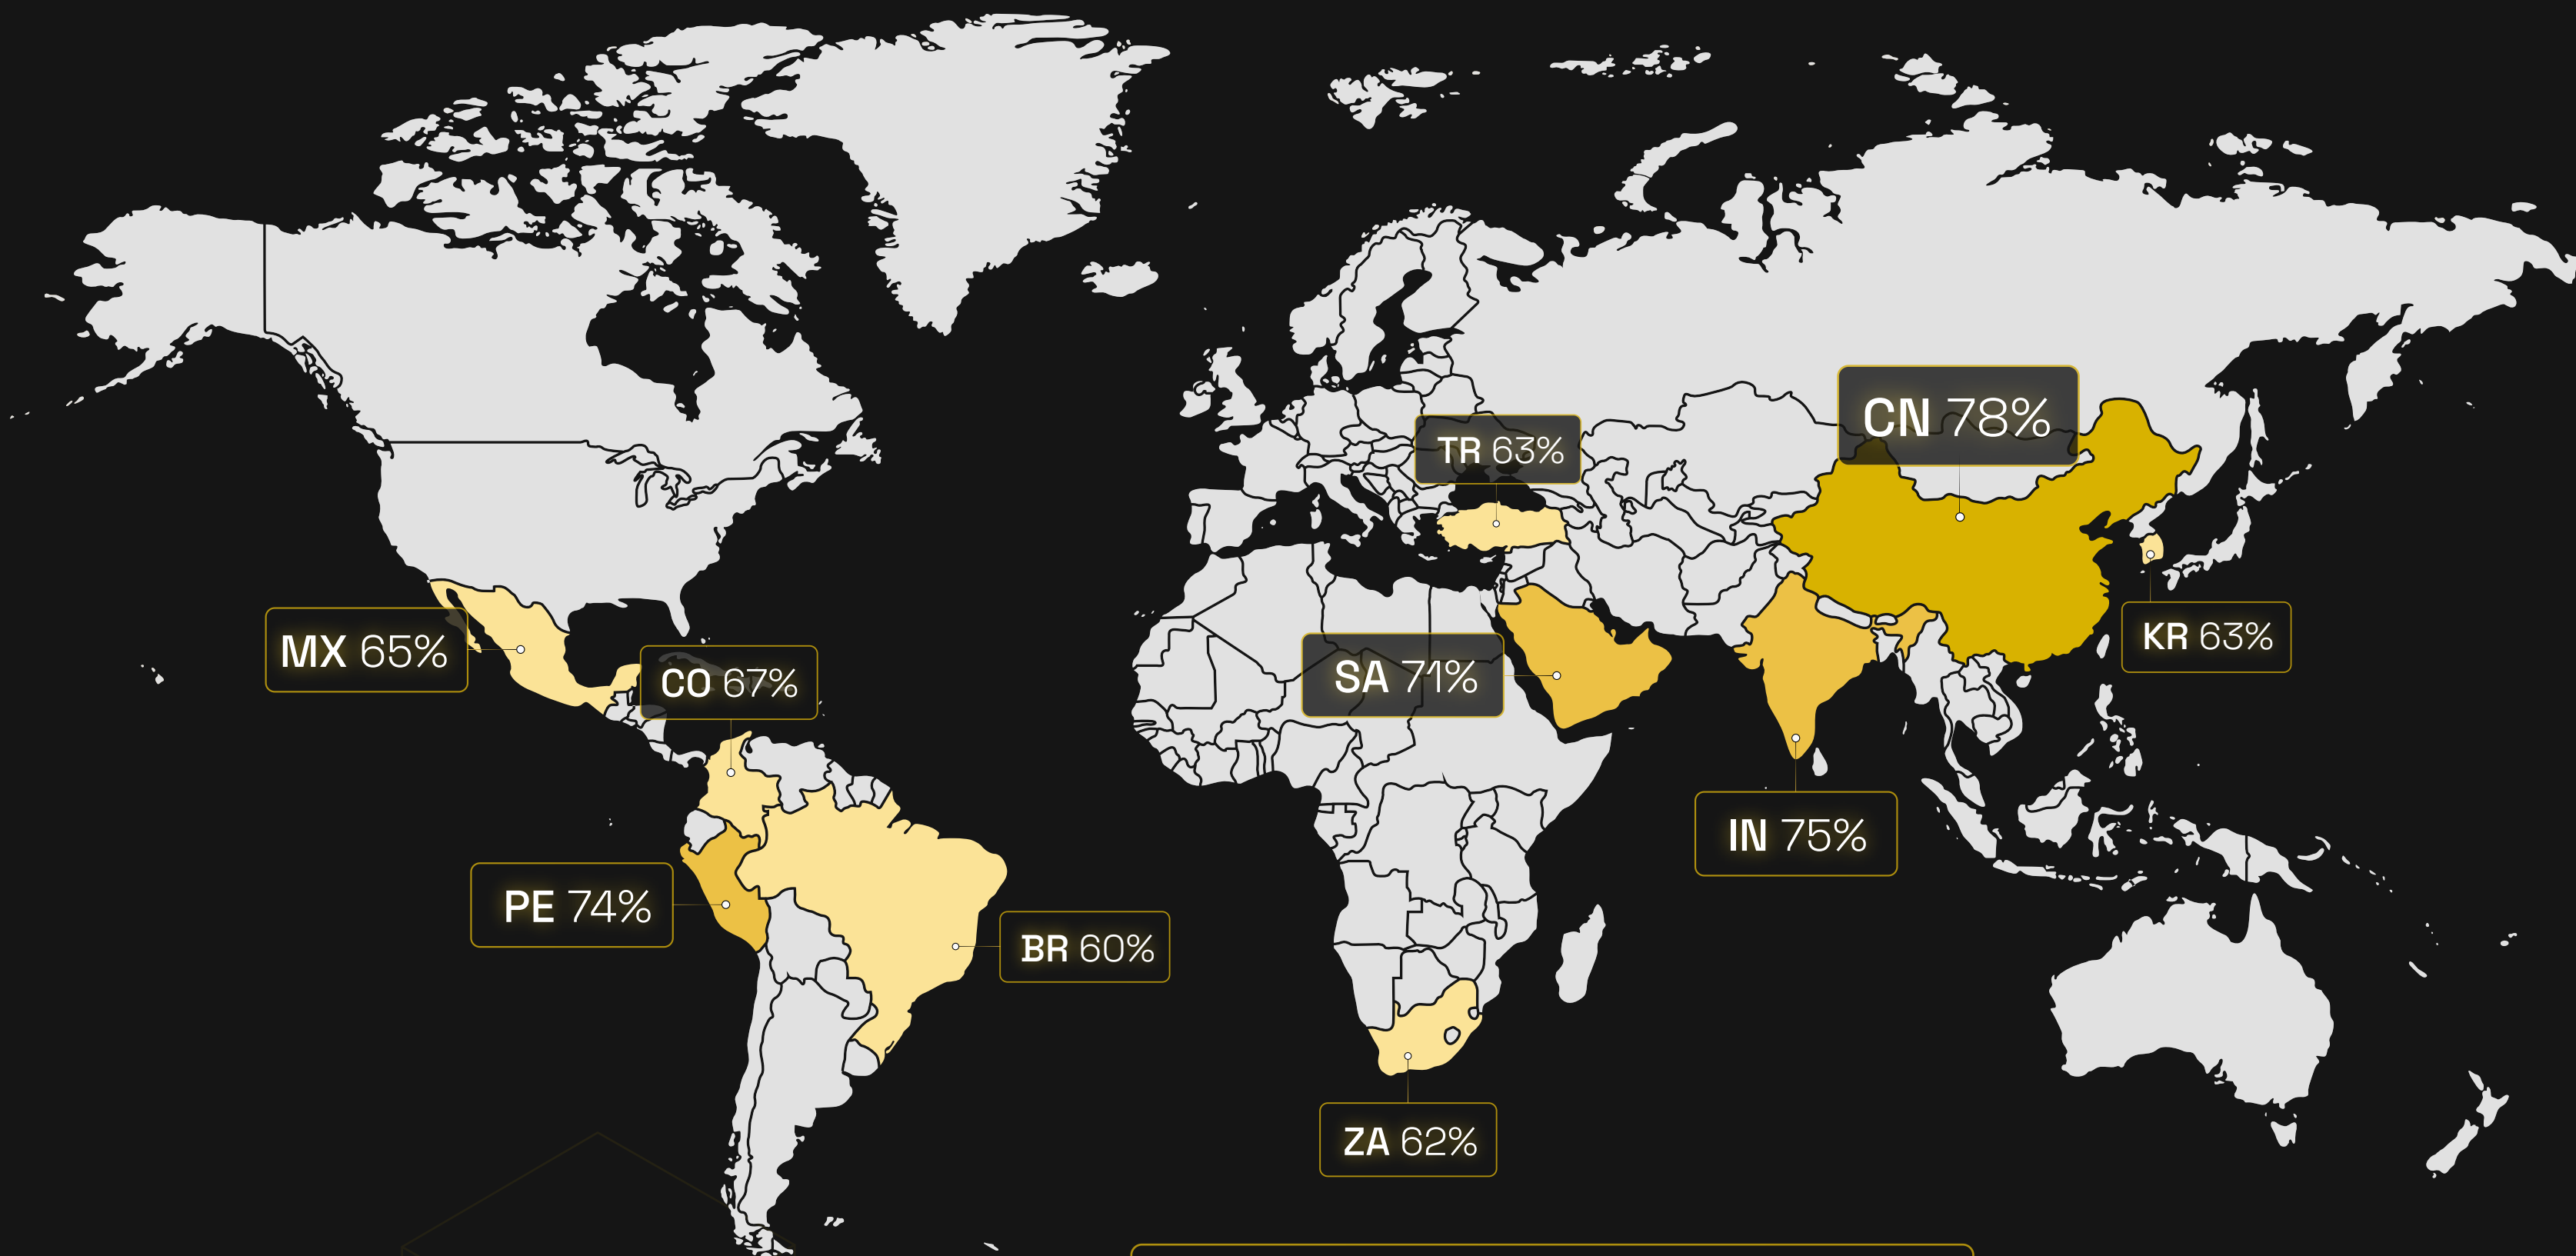 CN 78%
TR 63%
KR 63%
MX 65%
CO 67%
SA 71%
IN 75%
PE 74%
BR 60%
ZA 62%